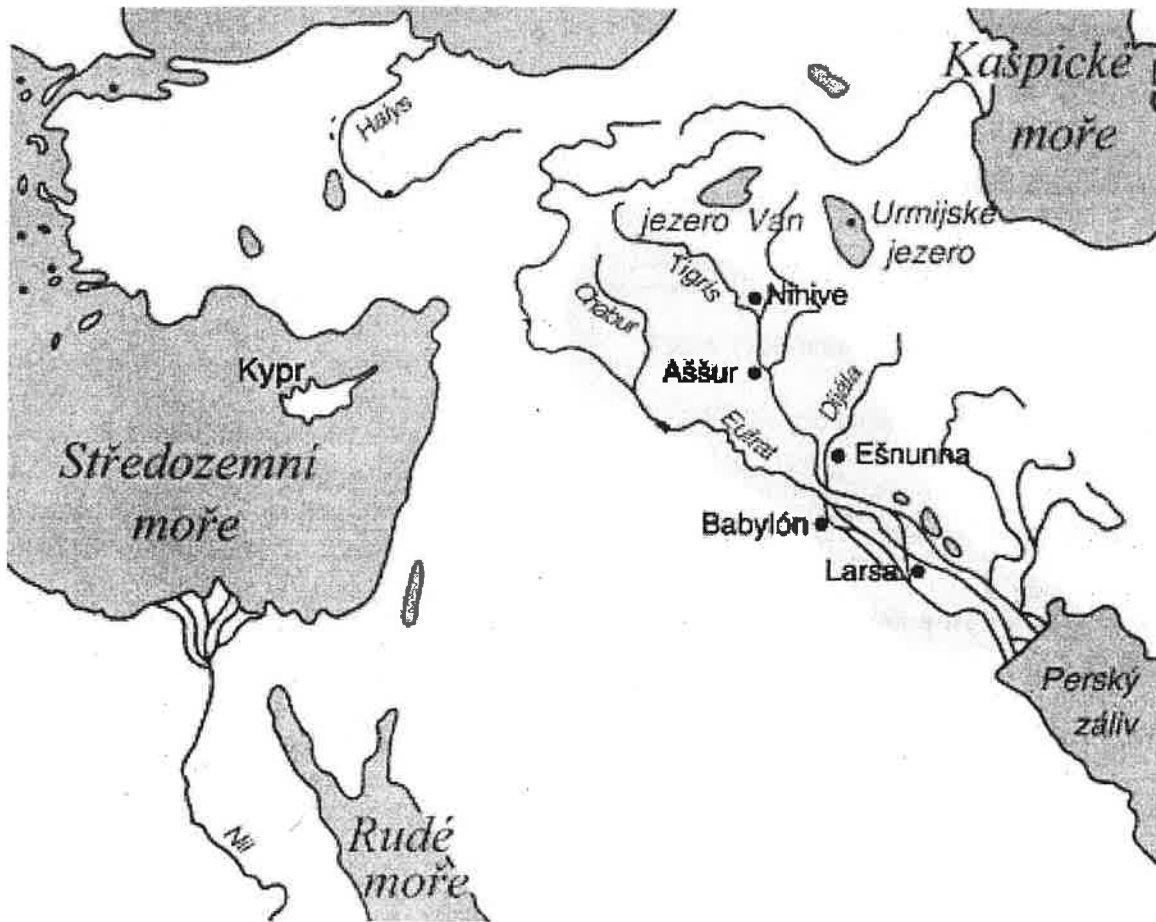 Kašpické
moře
Halys
jezero Van
Urmijské
jezero
Tigris
Ninive
Chabur
Kypr
Aššur
Dijála
Středozemní
moře
Eufrat
Ešnunna
Babylón
Larsa
Perský
záliv
Nil
Rudé
moře